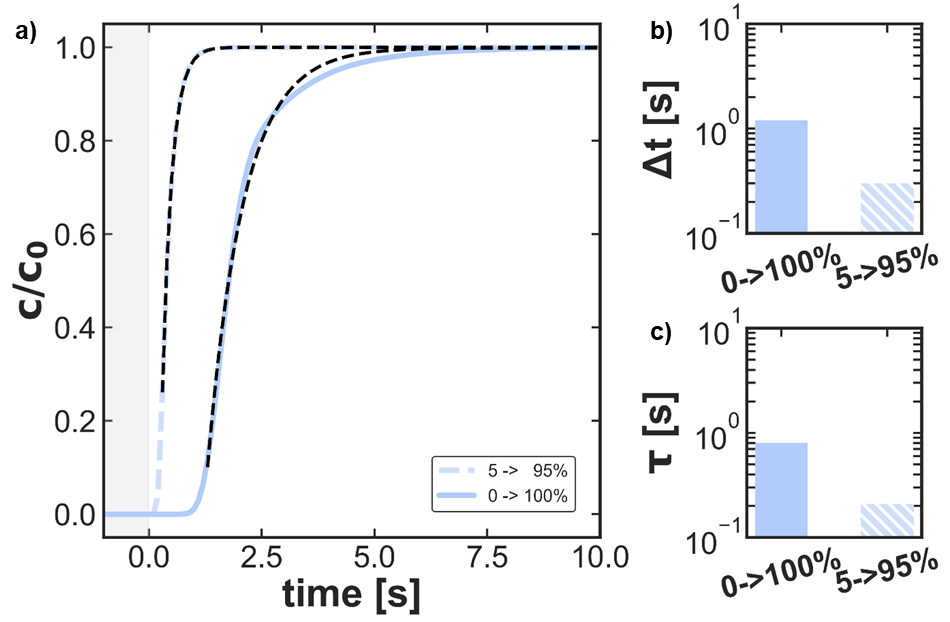 a)
1.0
0.8
0.6
0.4
0.2
0.0
c/c0
0.0 2.5 5.0 7.5 10.0
time [s]
5 -> 95%
0 -> 100%
b)
10^1
10^0
10^−1
Δt [s]
0->100% 5->95%
c)
10^1
10^0
10^−1
τ [s]
0->100% 5->95%